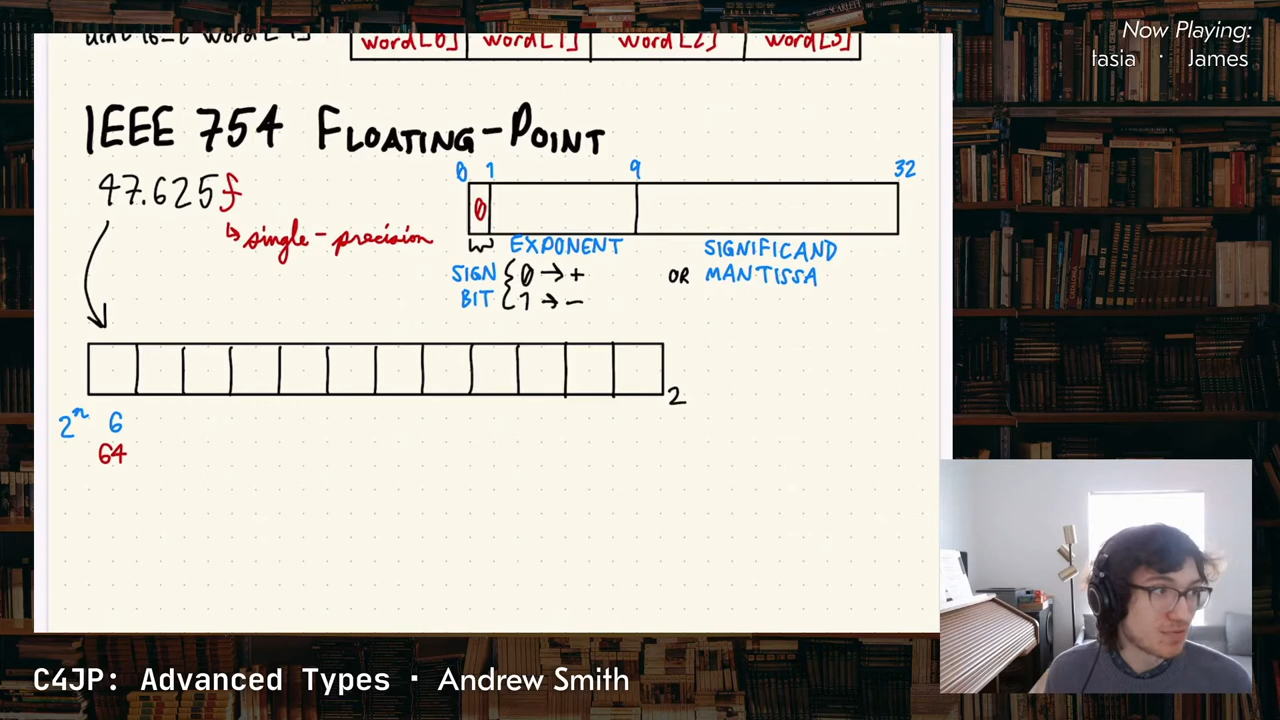 word[0] word[1] word[2] word[3]
Now Playing:
tasia · James
IEEE 754 FLOATING-POINT
47.625f
↳ single-precision
0 1 9 32
0
EXPONENT
SIGNIFICAND
SIGN { 0 → +
OR MANTISSA
BIT { 1 → -
2
2ⁿ 6
64
C4JP: Advanced Types · Andrew Smith